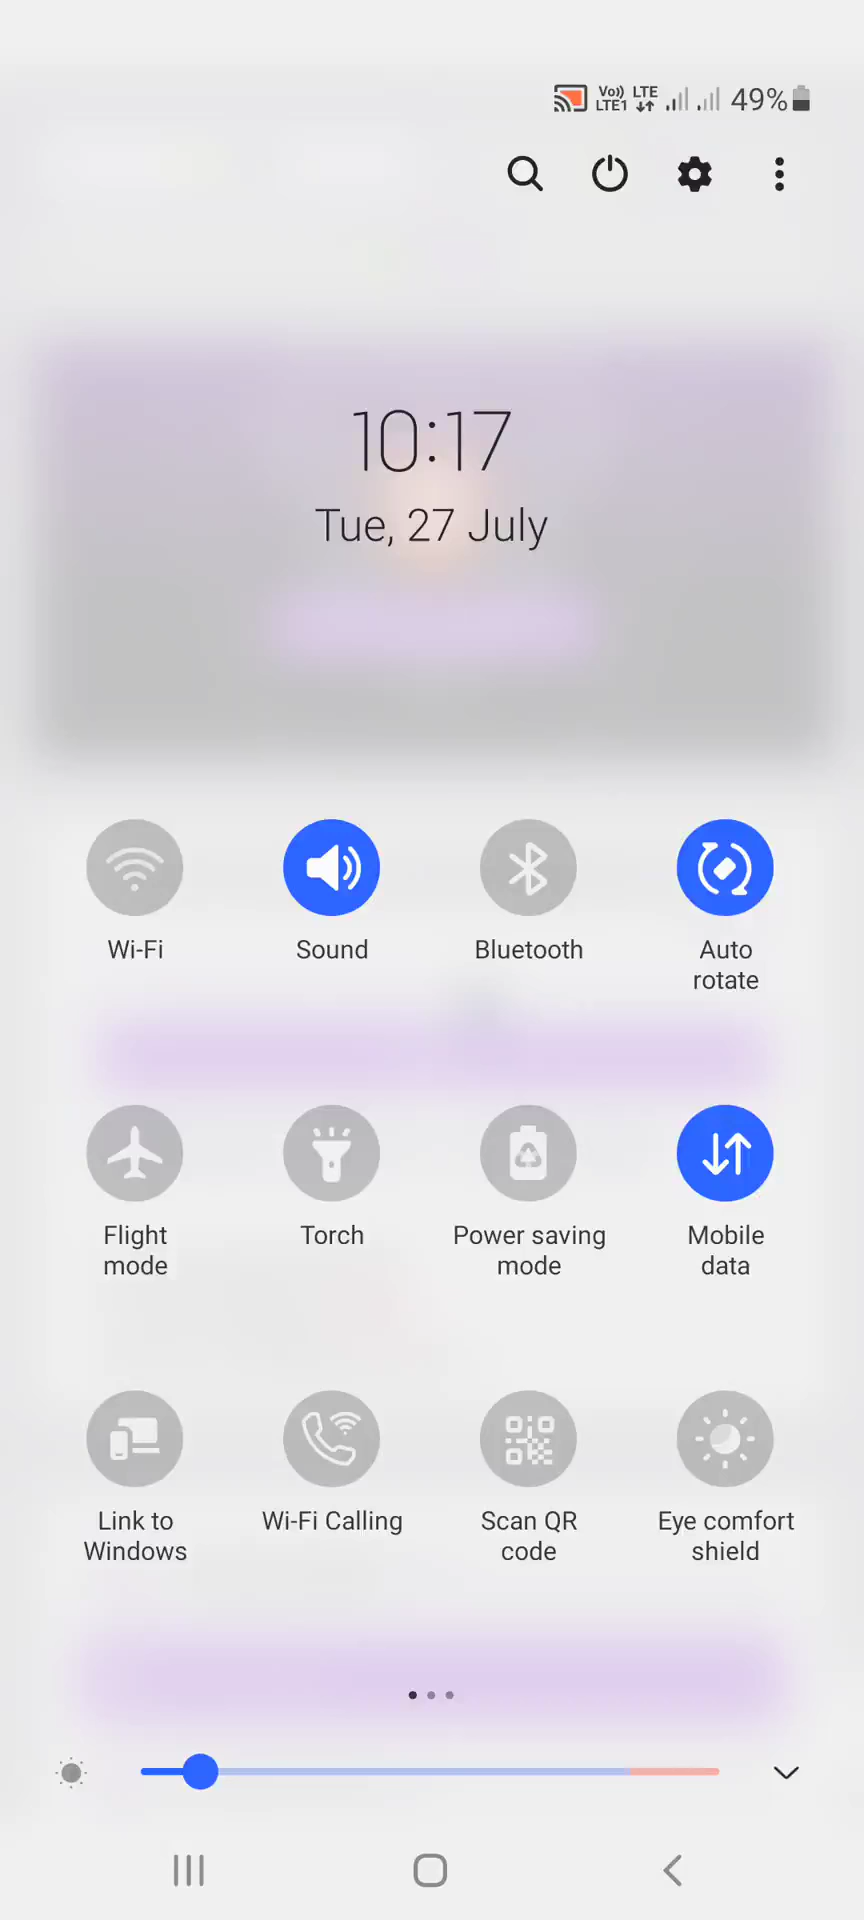 Vo)) LTE
LTE1
49%
10:17
Tue, 27 July
Wi-Fi
Sound
Bluetooth
Auto
rotate
Flight
mode
Torch
Power saving
mode
Mobile
data
Link to
Windows
Wi-Fi Calling
Scan QR
code
Eye comfort
shield